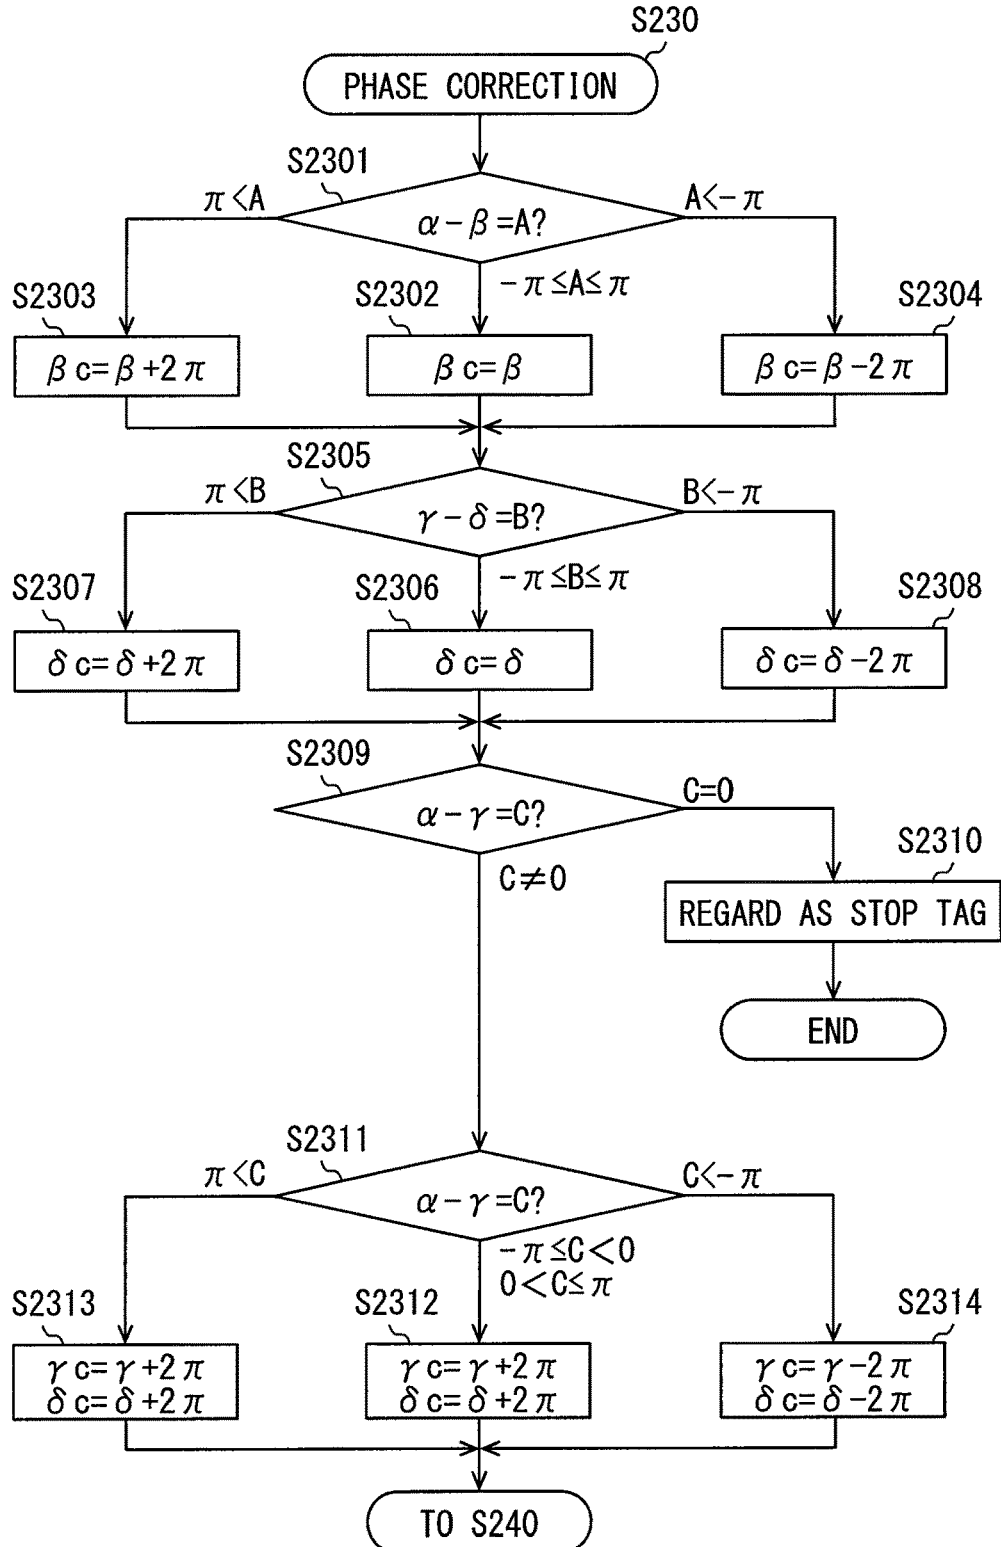 S230
PHASE CORRECTION
S2301
π<A
α-β=A?
A<-π
-π≤A≤π
S2303
βc=β+2π
S2302
βc=β
S2304
βc=β-2π
S2305
π<B
γ-δ=B?
B<-π
-π≤B≤π
S2307
δc=δ+2π
S2306
δc=δ
S2308
δc=δ-2π
S2309
α-γ=C?
C=0
C≠0
S2310
REGARD AS STOP TAG
END
S2311
π<C
α-γ=C?
C<-π
-π≤C<0
0<C≤π
S2313
γc=γ+2π
δc=δ+2π
S2312
γc=γ+2π
δc=δ+2π
S2314
γc=γ-2π
δc=δ-2π
TO S240